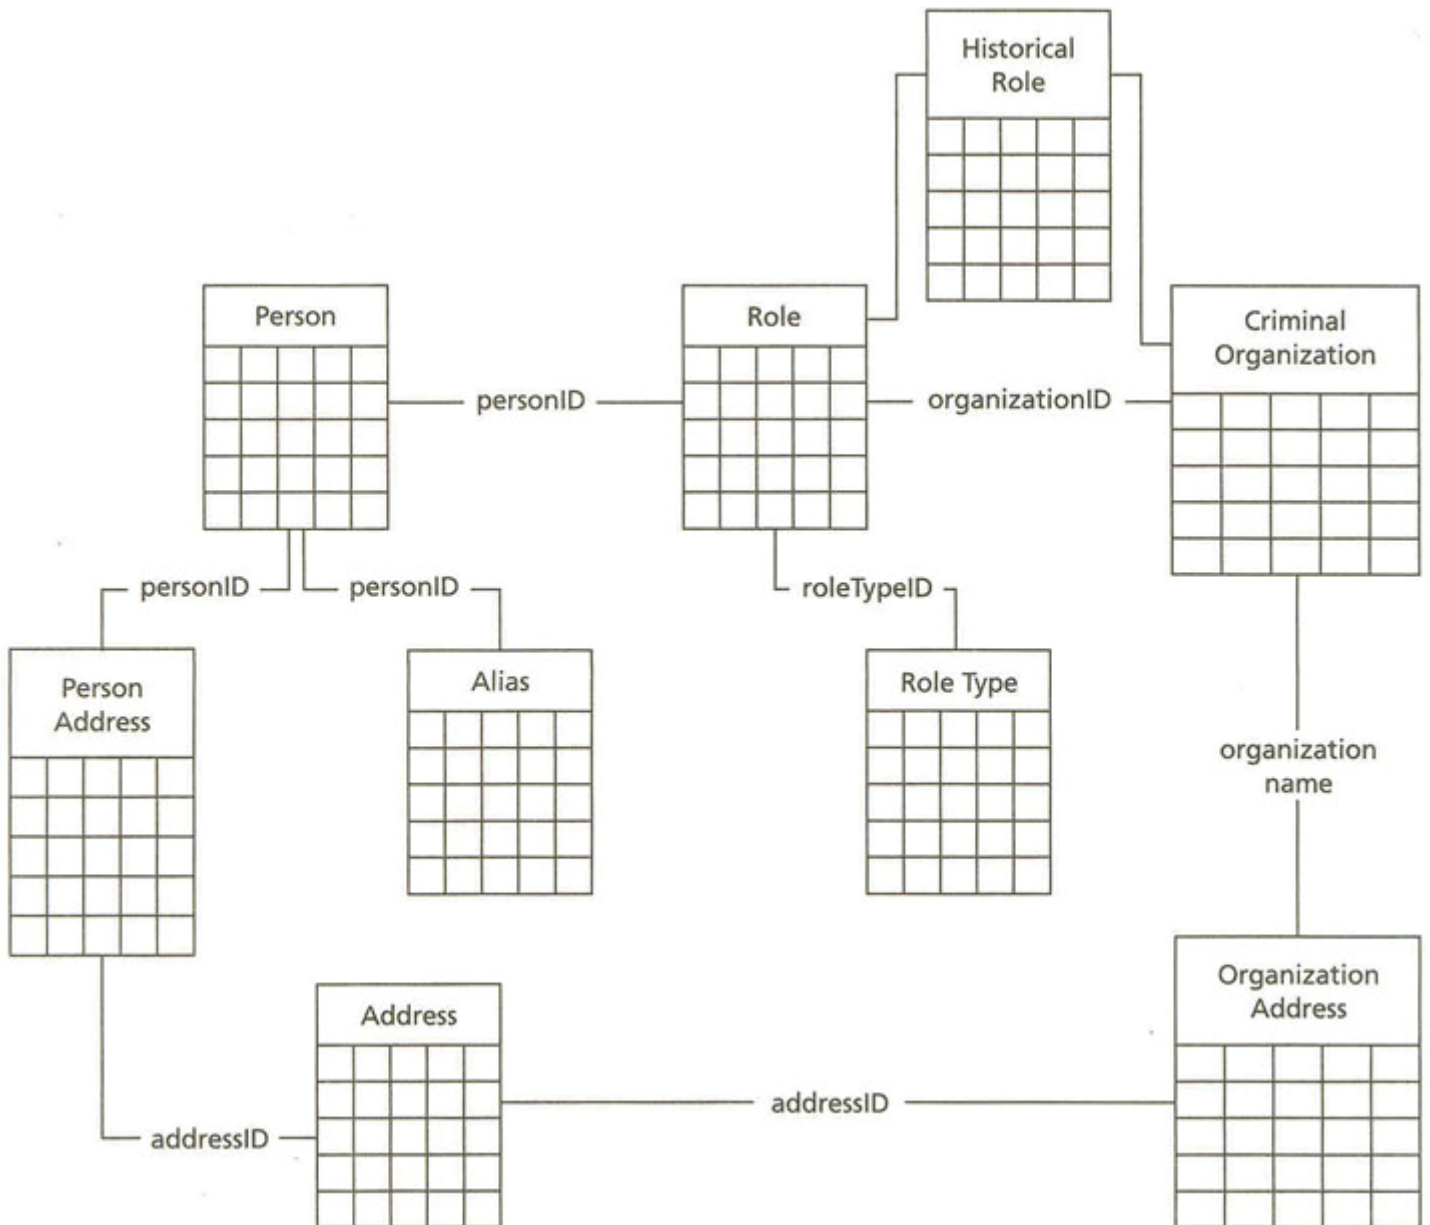 Historical
Role
Person
Role
Criminal
Organization
personID
organizationID
personID
personID
roleTypeID
Person
Address
Alias
Role Type
organization
name
Organization
Address
Address
addressID
addressID